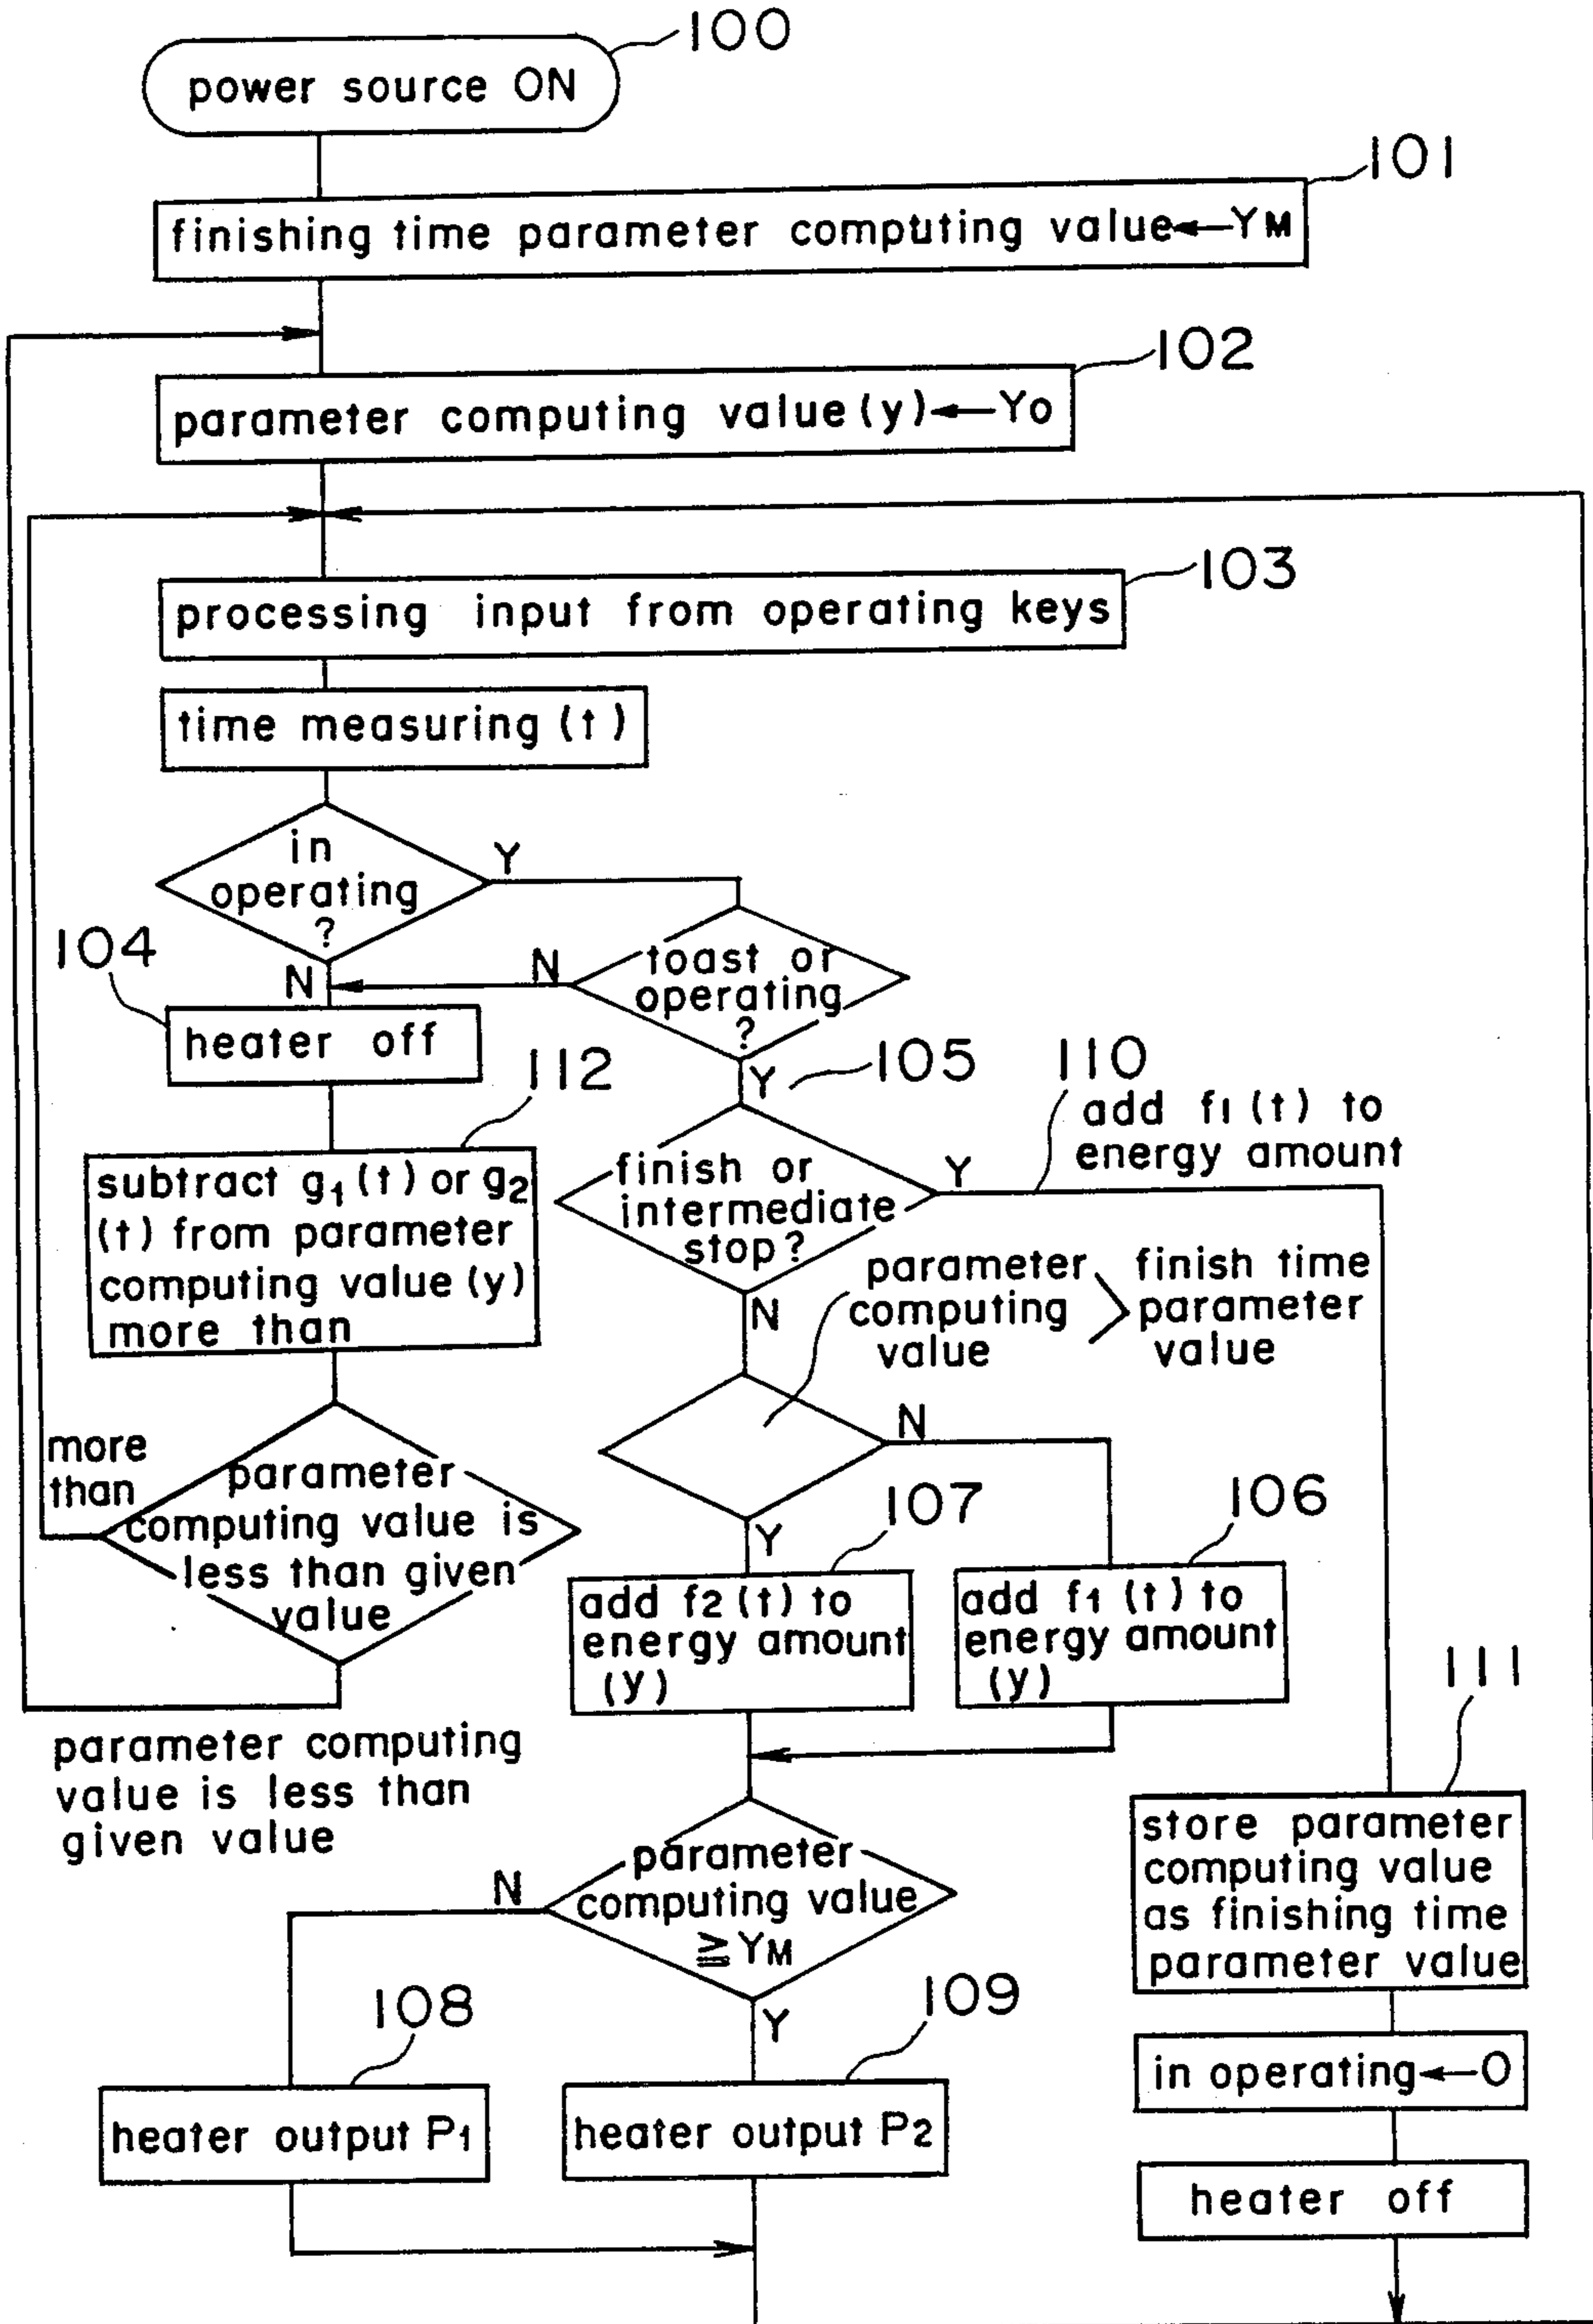 100
power source ON
101
finishing time parameter computing value←YM
102
parameter computing value (y)←Yo
103
processing input from operating keys
time measuring (t)
in
operating
?
Y
N
104
toast or
operating
?
N
Y
heater off
112
105
110
add f1 (t) to
energy amount
subtract g1 (t) or g2
(t) from parameter
computing value (y)
more than
finish or
intermediate
stop?
Y
N
parameter
computing
value
>
finish time
parameter
value
N
Y
more
than
parameter
computing value is
less than given
value
107
106
add f2 (t) to
energy amount
(y)
add f1 (t) to
energy amount
(y)
parameter computing
value is less than
given value
111
store parameter
computing value
as finishing time
parameter value
parameter
computing value
≧YM
N
Y
108
109
in operating←0
heater output P1
heater output P2
heater off